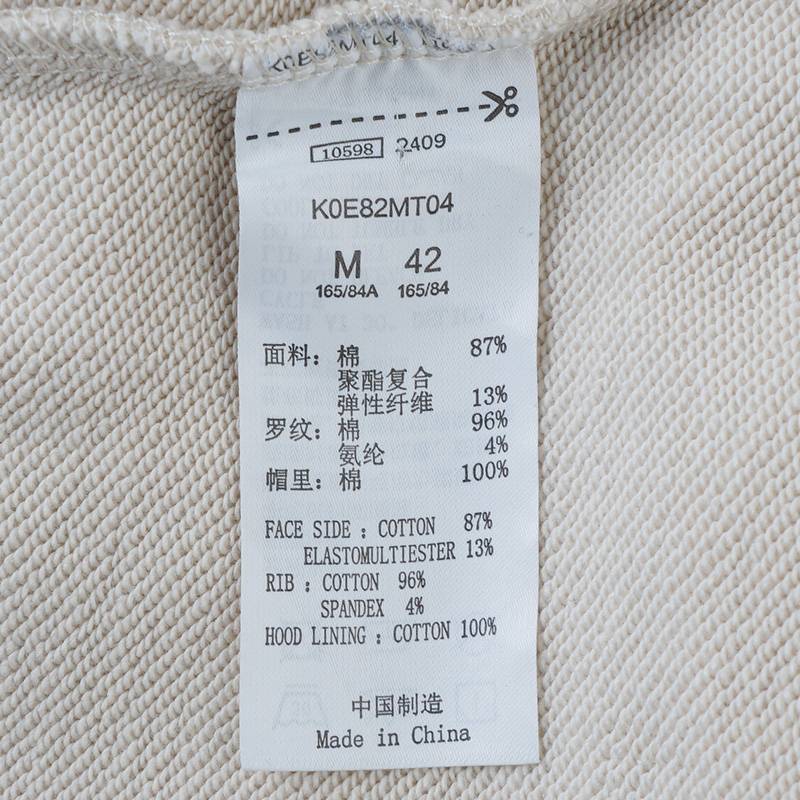 10598 2409
K0E82MT04
M 42
165/84A 165/84
面料：棉 87%
聚酯复合
弹性纤维 13%
罗纹：棉 96%
氨纶 4%
帽里：棉 100%
FACE SIDE : COTTON 87%
ELASTOMULTIESTER 13%
RIB : COTTON 96%
SPANDEX 4%
HOOD LINING : COTTON 100%
中国制造
Made in China